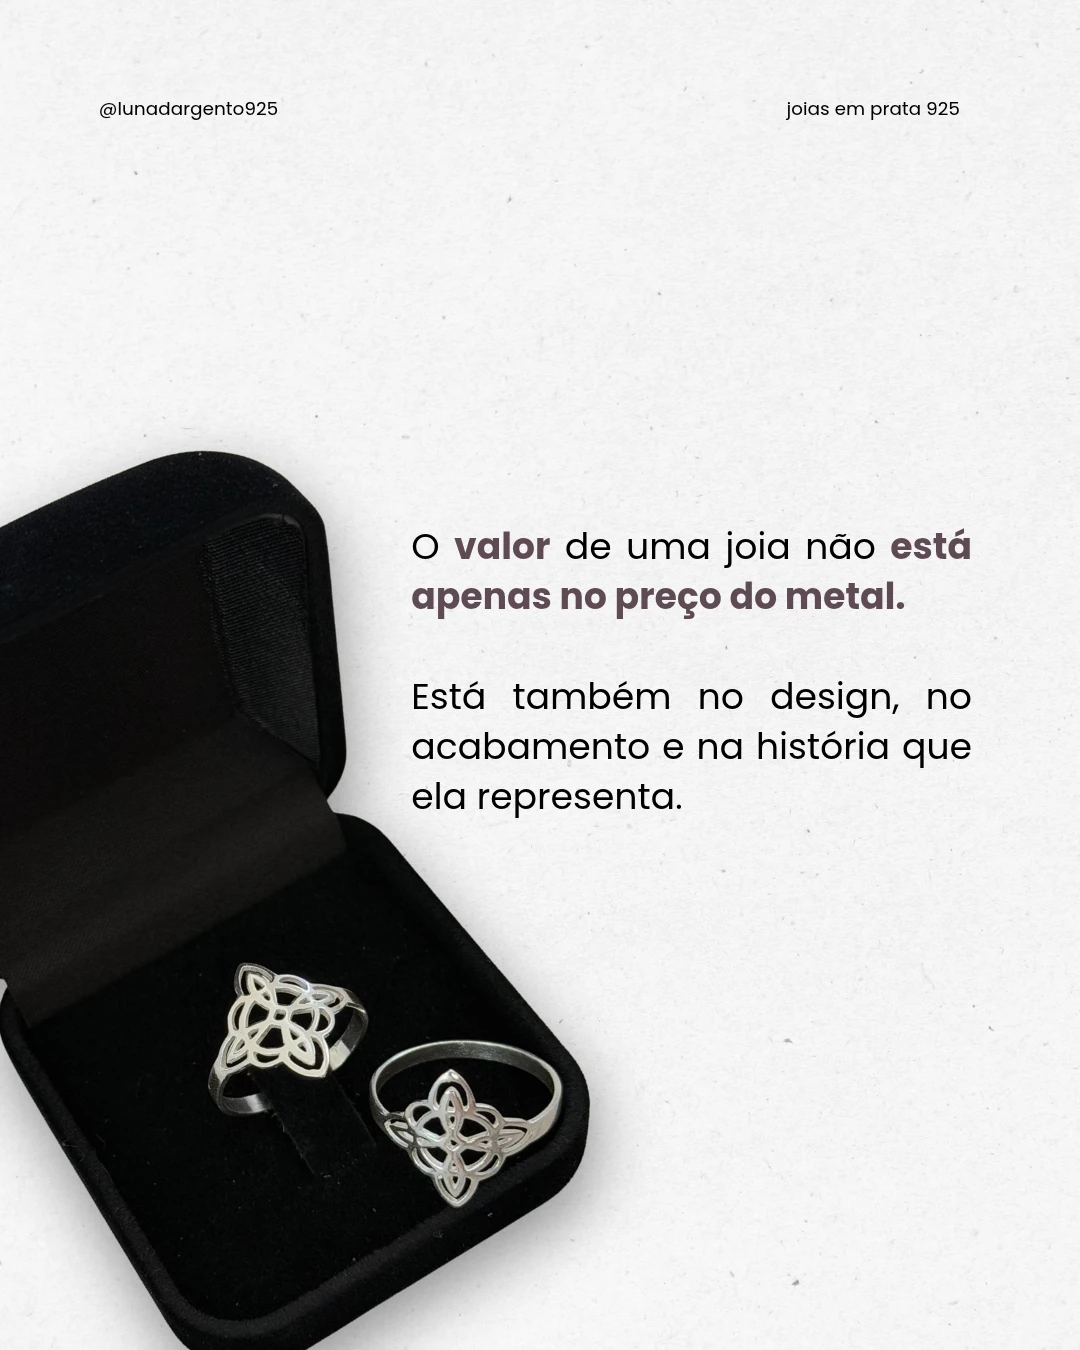 @lunadargento925
joias em prata 925
O valor de uma joia não está
apenas no preço do metal.
Está também no design, no
acabamento e na história que
ela representa.